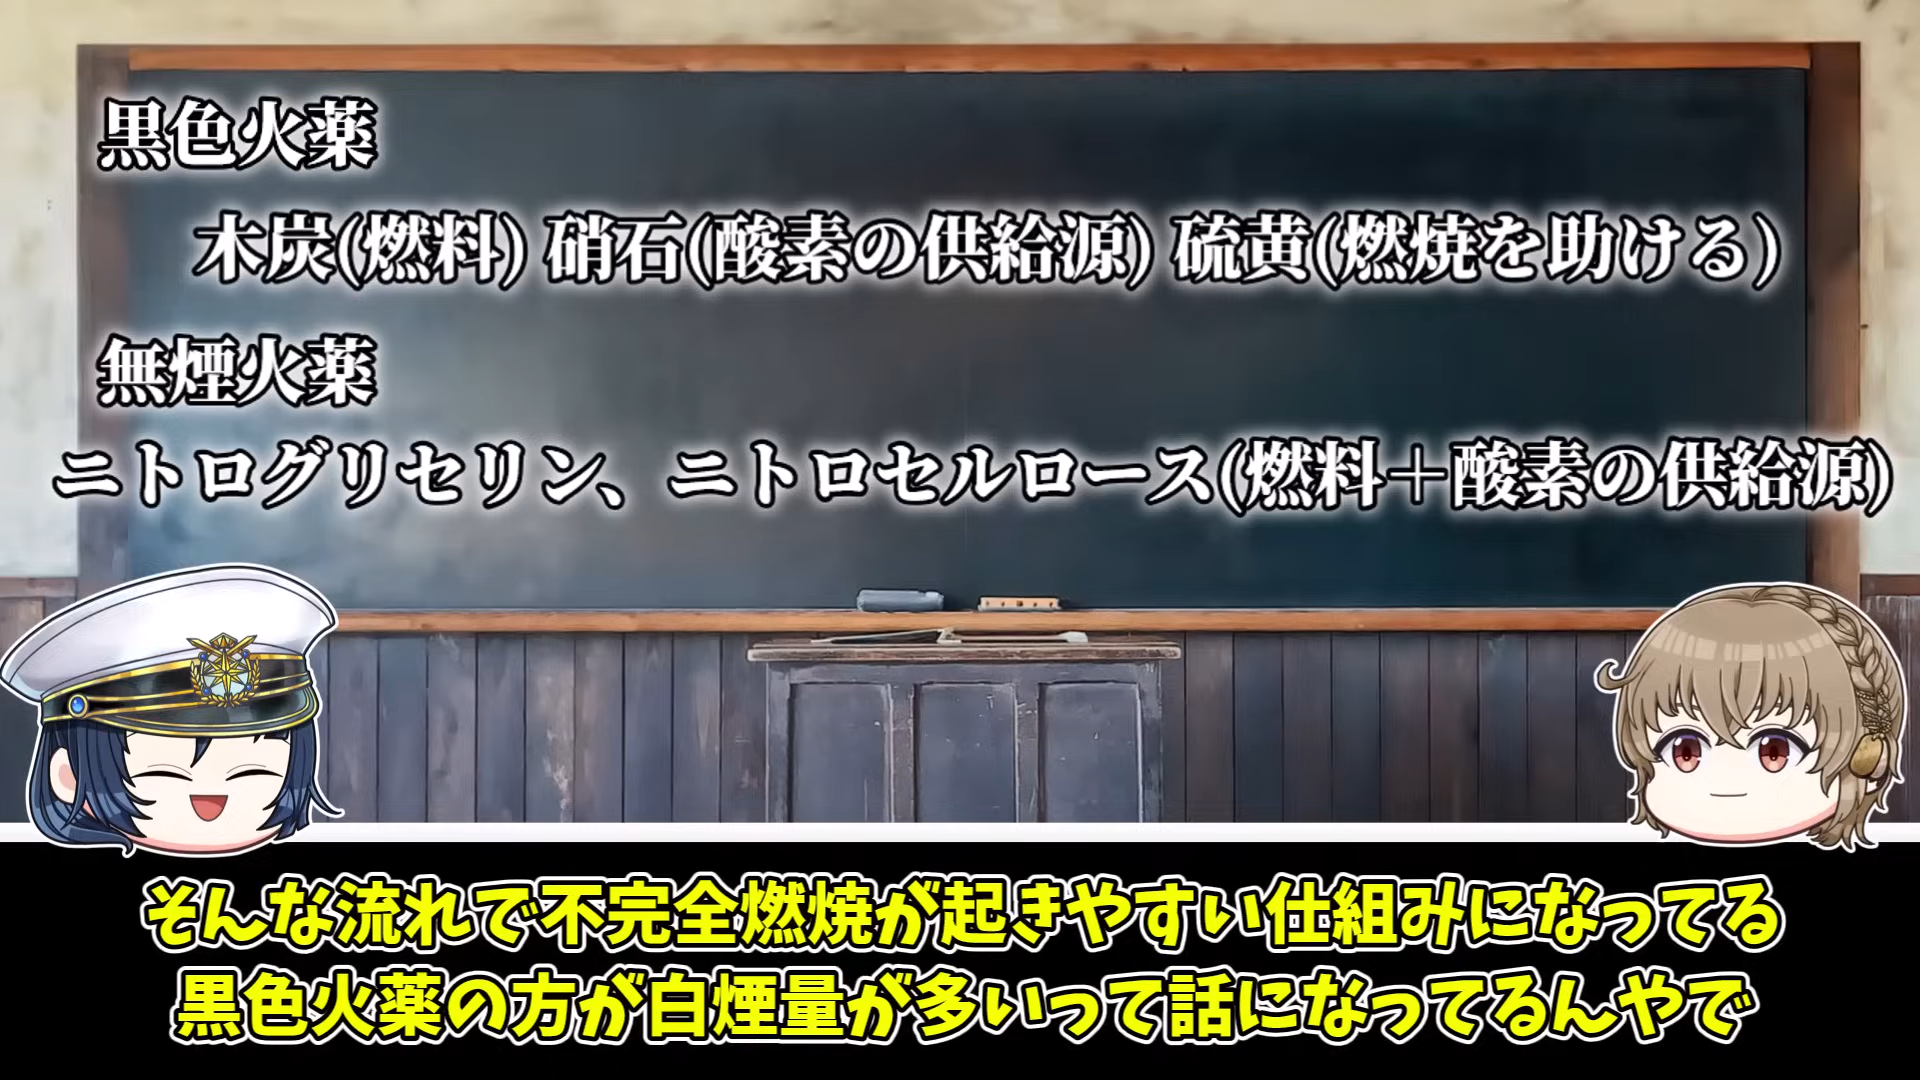 黒色火薬
木炭(燃料) 硝石(酸素の供給源) 硫黄(燃焼を助ける)
無煙火薬
ニトログリセリン、ニトロセルロース(燃料＋酸素の供給源)
そんな流れで不完全燃焼が起きやすい仕組みになってる
黒色火薬の方が白煙量が多いって話になってるんやで